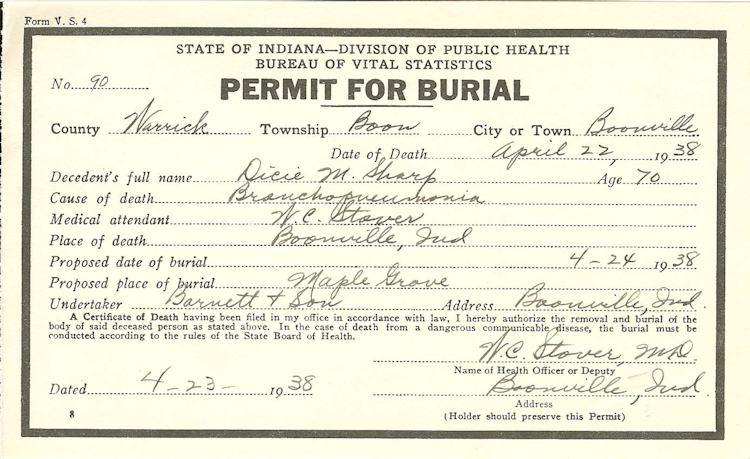 Form V. S. 4
STATE OF INDIANA—DIVISION OF PUBLIC HEALTH
BUREAU OF VITAL STATISTICS
No. 90
PERMIT FOR BURIAL
County Warrick Township Boon City or Town Boonville
Date of Death April 22, 1938
Decedent's full name Dicie M. Sharp Age 70
Cause of death Branchopneumonia
Medical attendant W.C. Stover
Place of death Boonville, Ind
Proposed date of burial 4-24 1938
Proposed place of burial Maple Grove
Undertaker Barnett + Son Address Boonville, Ind.
A Certificate of Death having been filed in my office in accordance with law, I hereby authorize the removal and burial of the
body of said deceased person as stated above. In the case of death from a dangerous communicable disease, the burial must be
conducted according to the rules of the State Board of Health.
W.C. Stover, M.D.
Name of Health Officer or Deputy
Dated 4-23- 1938 Boonville, Ind.
Address
8 (Holder should preserve this Permit)